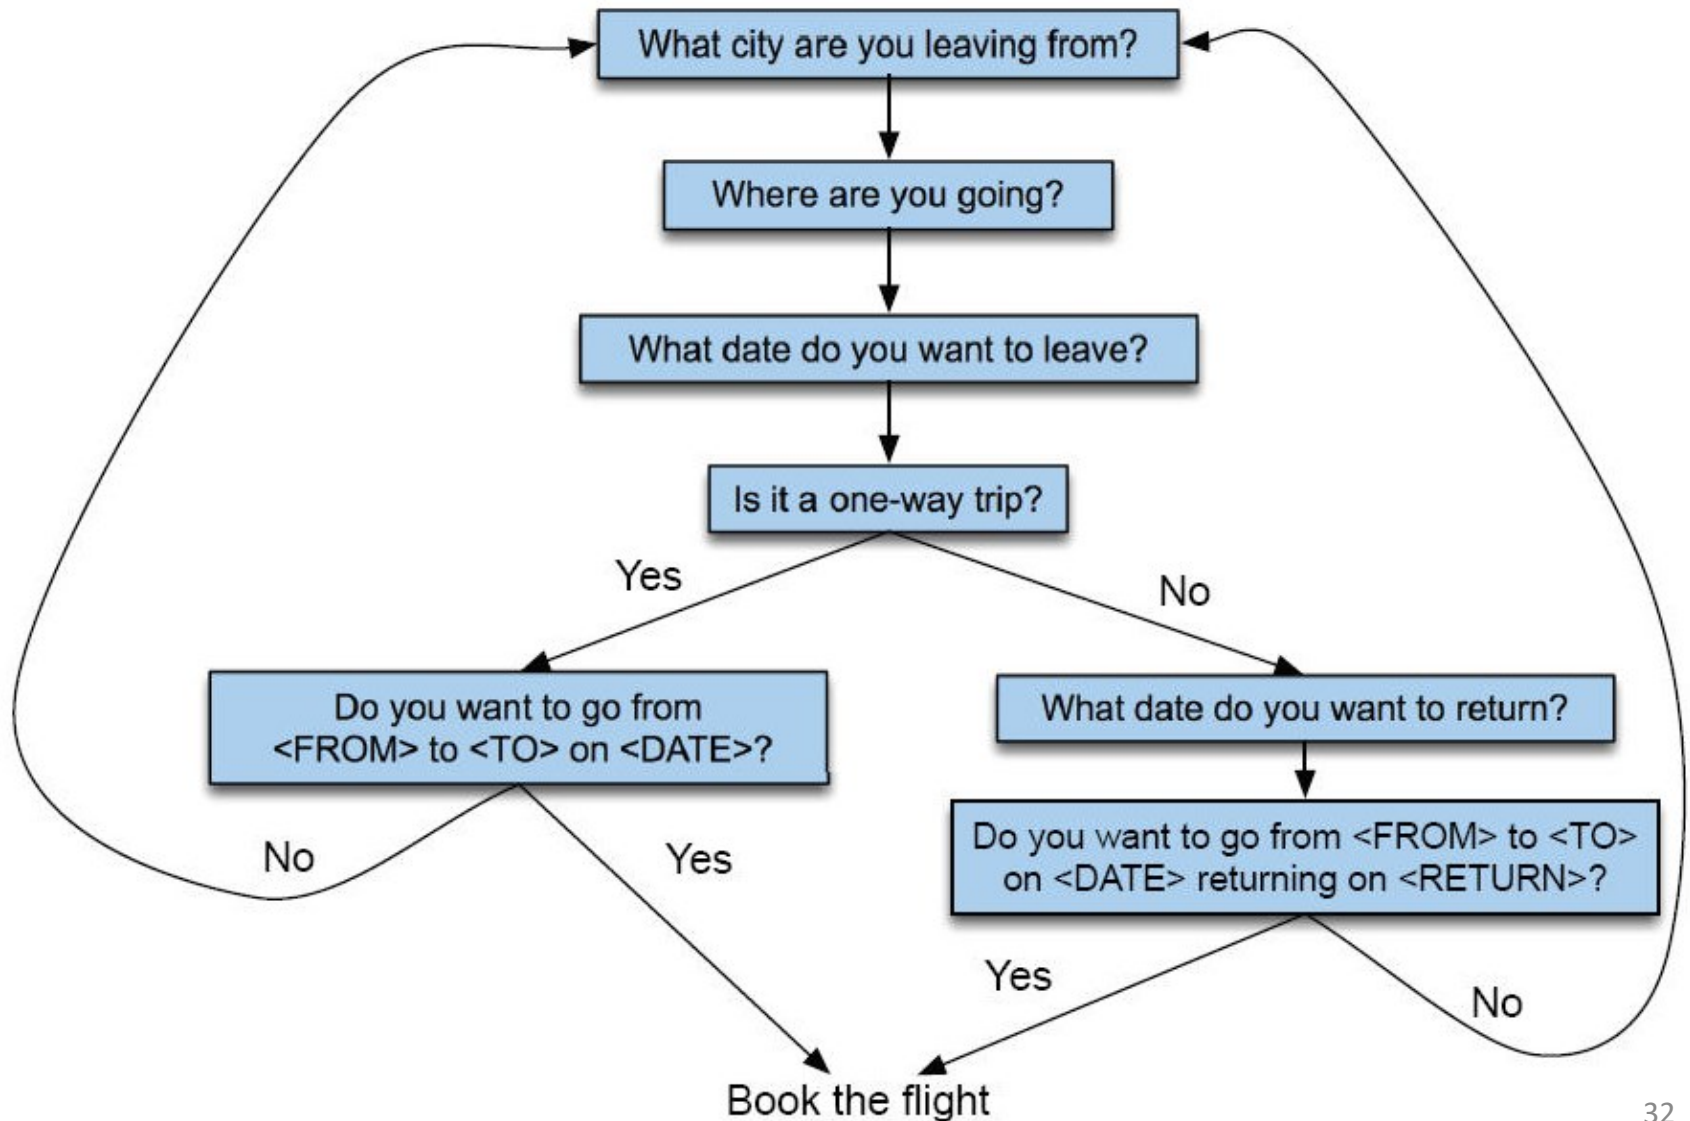 What city are you leaving from?
Where are you going?
What date do you want to leave?
Is it a one-way trip?
Yes
No
Do you want to go from
<FROM> to <TO> on <DATE>?
What date do you want to return?
Do you want to go from <FROM> to <TO>
on <DATE> returning on <RETURN>?
No
Yes
Yes
No
Book the flight
32